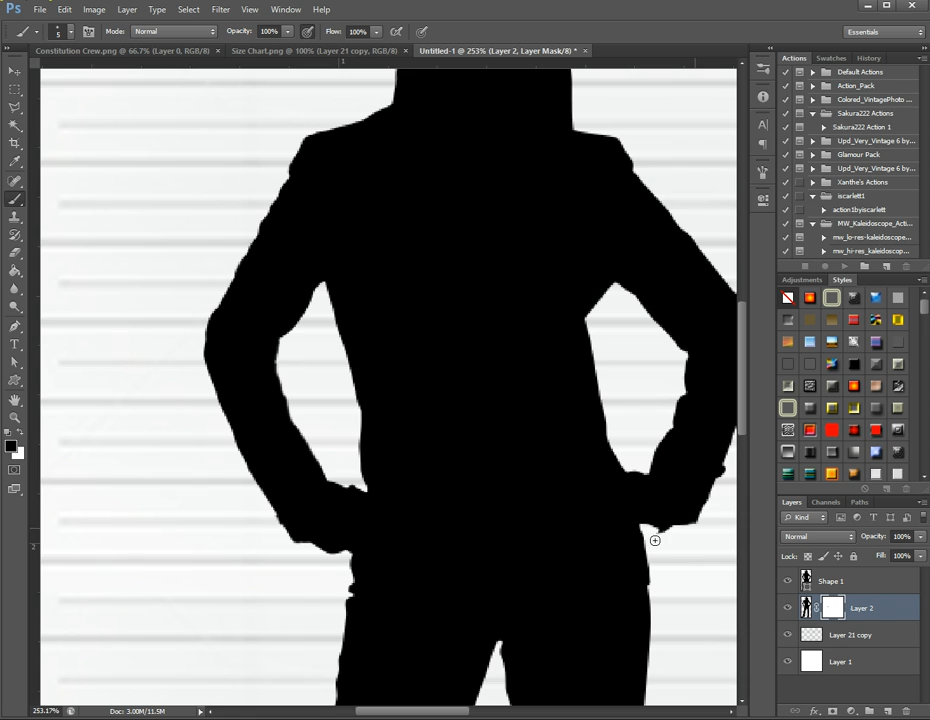 Ps File Edit Image Layer Type Select Filter View Window Help
5 Mode: Normal Opacity: 100% Flow: 100% Essentials
Constitution Crew.png @ 66.7% (Layer 0, RGB/8) × Size Chart.png @ 100% (Layer 21 copy, RGB/8) × Untitled-1 @ 253% (Layer 2, Layer Mask/8) * ×
1
2
253.17% Doc: 3.00M/11.5M
Actions Swatches History
Default Actions
Action_Pack
Colored_VintagePhoto ...
Sakura222 Actions
Sakura222 Action 1
Upd_Very_Vintage 6 by...
Glamour Pack
Upd_Very_Vintage 6 by...
Xanthe's Actions
iscarlett1
action1byiscarlett
MW_Kaleidoscope_Acti...
mw_lo-res-kaleidoscope...
mw_hi-res_kaleidoscop...
Adjustments Styles
Layers Channels Paths
Kind
Normal Opacity: 100%
Lock: Fill: 100%
Shape 1
Layer 2
Layer 21 copy
Layer 1
fx